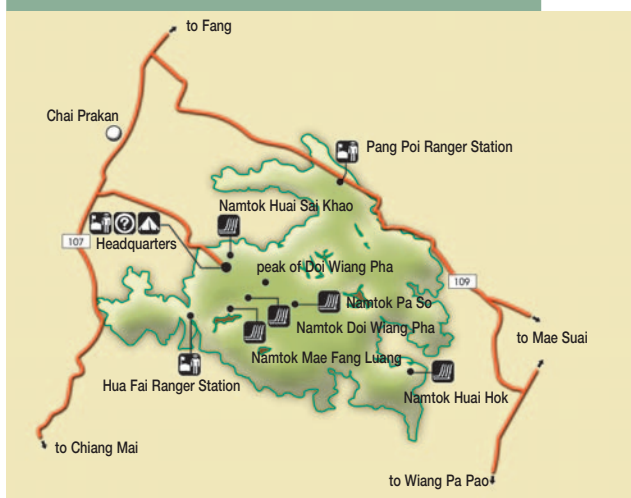 to Fang
Chai Prakan
Pang Poi Ranger Station
Namtok Huai Sai Khao
?
107
Headquarters
peak of Doi Wiang Pha
109
Namtok Pa So
Namtok Doi Wiang Pha
to Mae Suai
Namtok Mae Fang Luang
Hua Fai Ranger Station
Namtok Huai Hok
to Chiang Mai
to Wiang Pa Pao